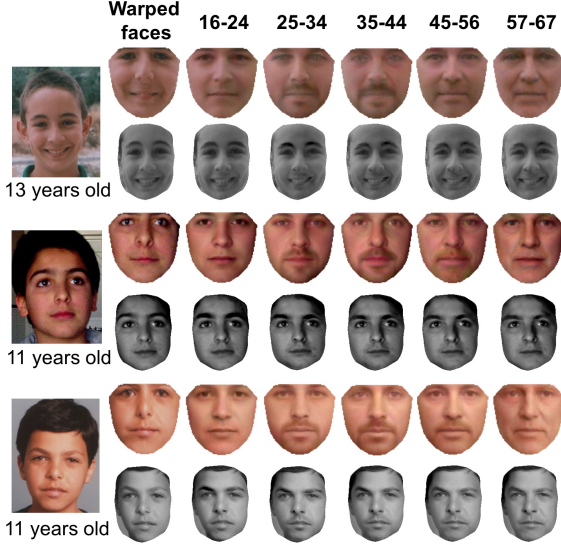 Warped
faces
16-24
25-34
35-44
45-56
57-67
13 years old
11 years old
11 years old